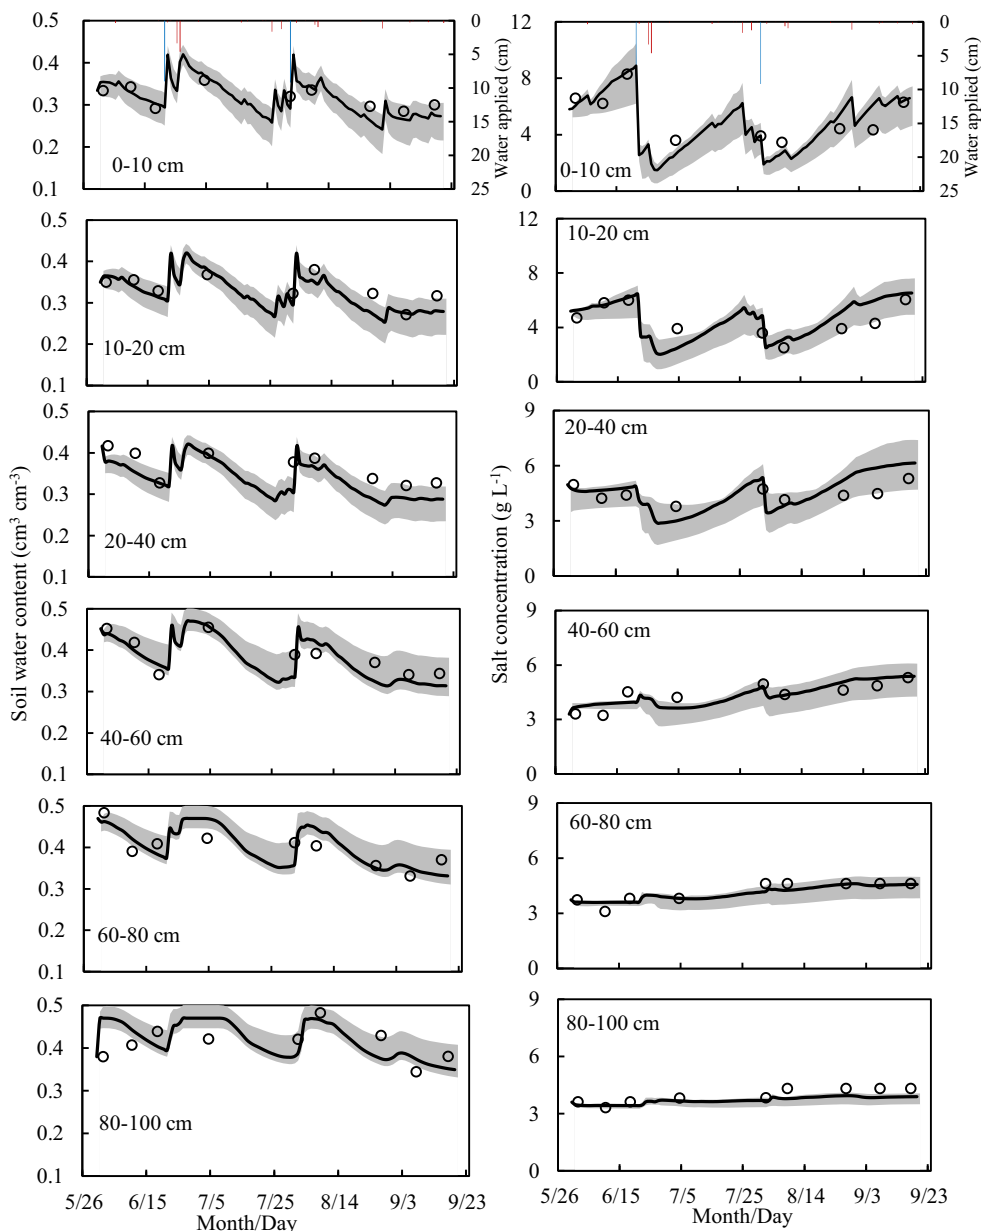 0.5 0 12 0
0.4 5 5
10 8 10
0.3
15 4 15
0.2 20 20
0.1 25 0 25
Water applied (cm)
Water applied (cm)
0-10 cm
0-10 cm
0.5 12
0.4 8
0.3
4
0.2
0.1 0
10-20 cm
10-20 cm
0.5 9
0.4 6
0.3
3
0.2
0.1 0
20-40 cm
20-40 cm
Soil water content (cm³ cm⁻³)
Salt concentration (g L⁻¹)
0.5 9
0.4 6
0.3
3
0.2
0.1 0
40-60 cm
40-60 cm
0.5 9
0.4 6
0.3
3
0.2
0.1 0
60-80 cm
60-80 cm
0.5 9
0.4 6
0.3
3
0.2
0.1 0
80-100 cm
80-100 cm
5/26 6/15 7/5 7/25 8/14 9/3 9/23
5/26 6/15 7/5 7/25 8/14 9/3 9/23
Month/Day
Month/Day